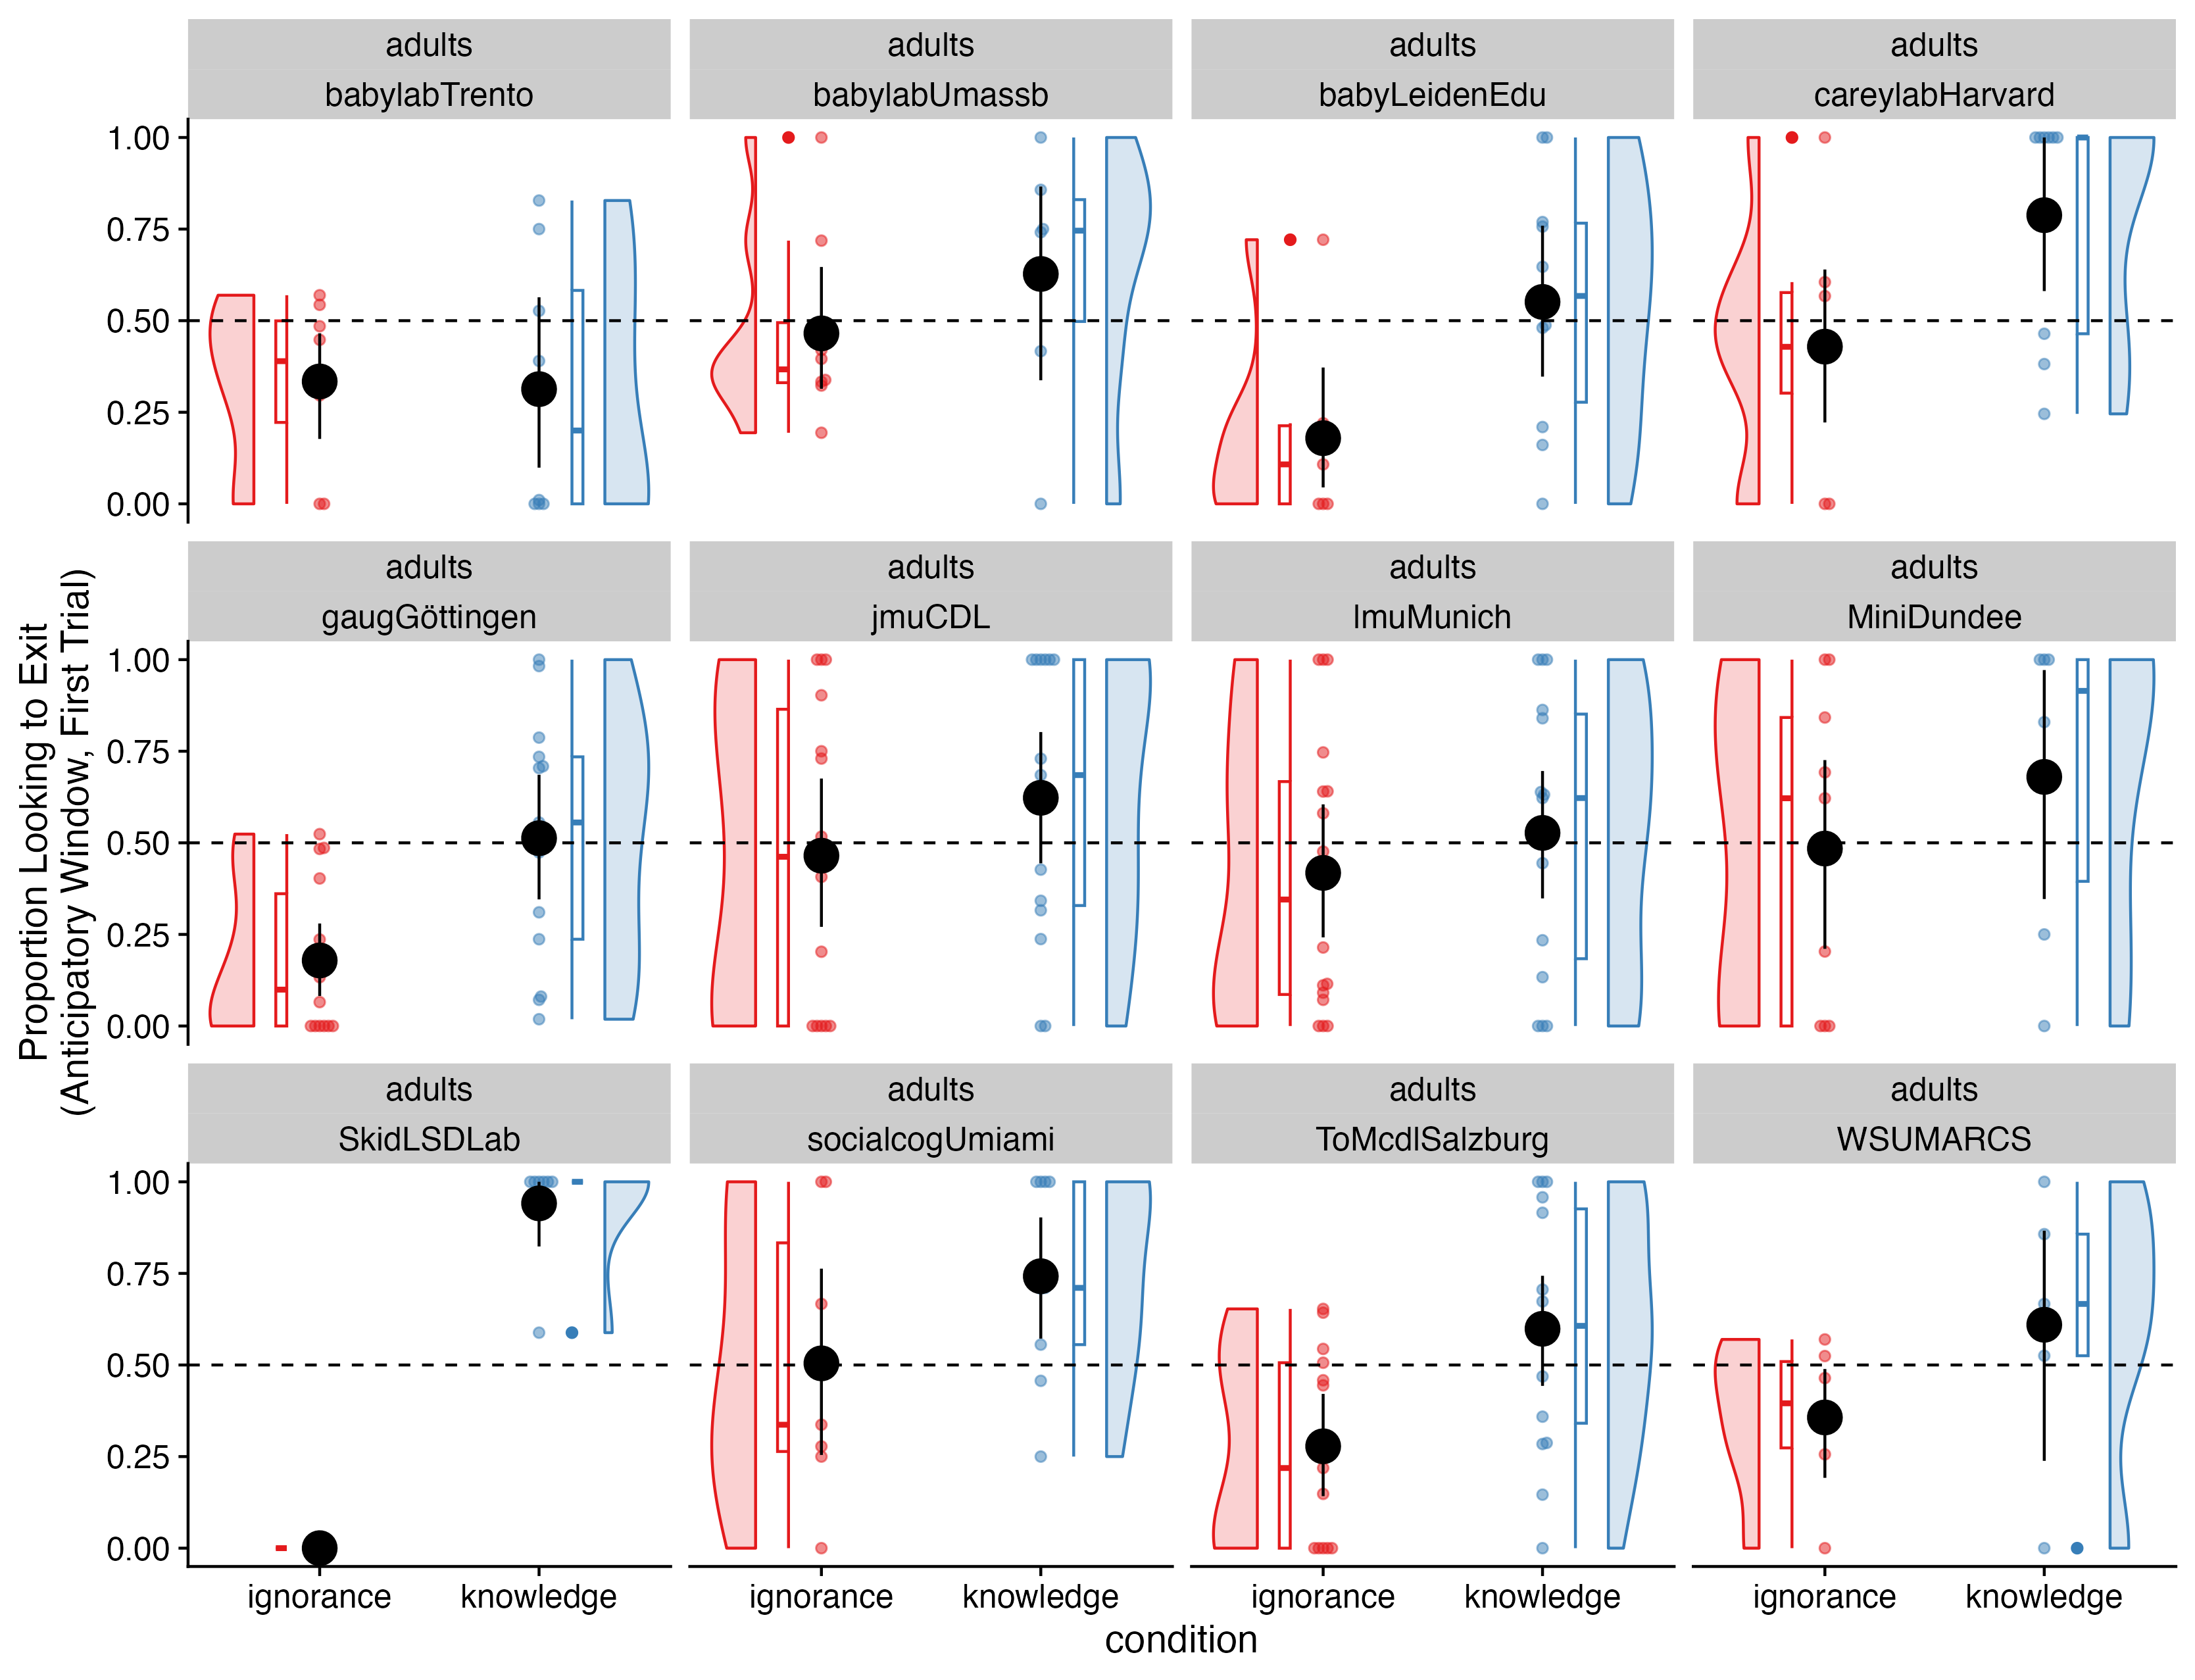 adults
adults
adults
adults
babylabTrento
babylabUmassb
babyLeidenEdu
careylabHarvard
1.00
0.75
0.50
0.25
0.00
adults
adults
adults
adults
gaugGöttingen
jmuCDL
lmuMunich
MiniDundee
1.00
0.75
0.50
0.25
0.00
adults
adults
adults
adults
SkidLSDLab
socialcogUmiami
ToMcdlSalzburg
WSUMARCS
1.00
0.75
0.50
0.25
0.00
Proportion Looking to Exit
(Anticipatory Window, First Trial)
ignorance
knowledge
ignorance
knowledge
ignorance
knowledge
ignorance
knowledge
condition